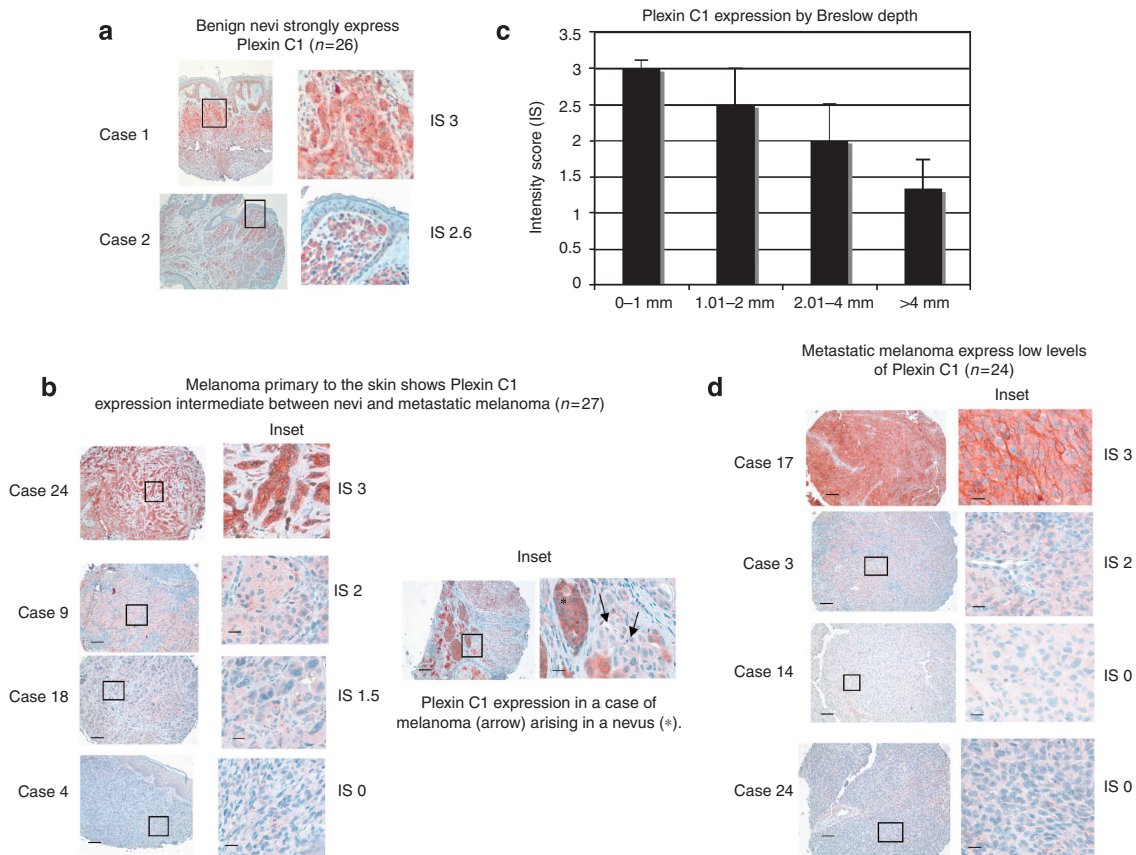 a
Benign nevi strongly express
Plexin C1 (n=26)
Case 1
IS 3
Case 2
IS 2.6
c
Plexin C1 expression by Breslow depth
Intensity score (IS)
3.5
3
2.5
2
1.5
1
0.5
0
0–1 mm
1.01–2 mm
2.01–4 mm
>4 mm
b
Melanoma primary to the skin shows Plexin C1
expression intermediate between nevi and metastatic melanoma (n=27)
Inset
Case 24
IS 3
Case 9
IS 2
Case 18
IS 1.5
Case 4
IS 0
Inset
*
Plexin C1 expression in a case of
melanoma (arrow) arising in a nevus (*).
d
Metastatic melanoma express low levels
of Plexin C1 (n=24)
Inset
Case 17
IS 3
Case 3
IS 2
Case 14
IS 0
Case 24
IS 0